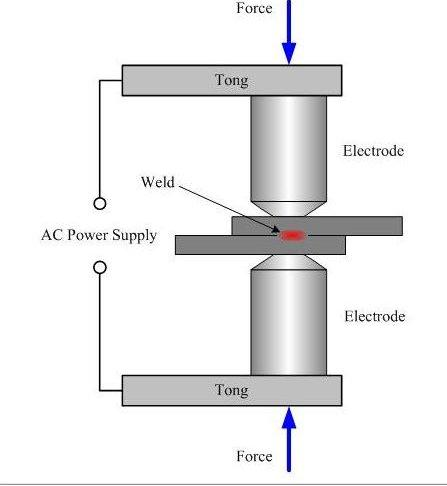 Force
Tong
Electrode
Weld
AC Power Supply
Electrode
Tong
Force